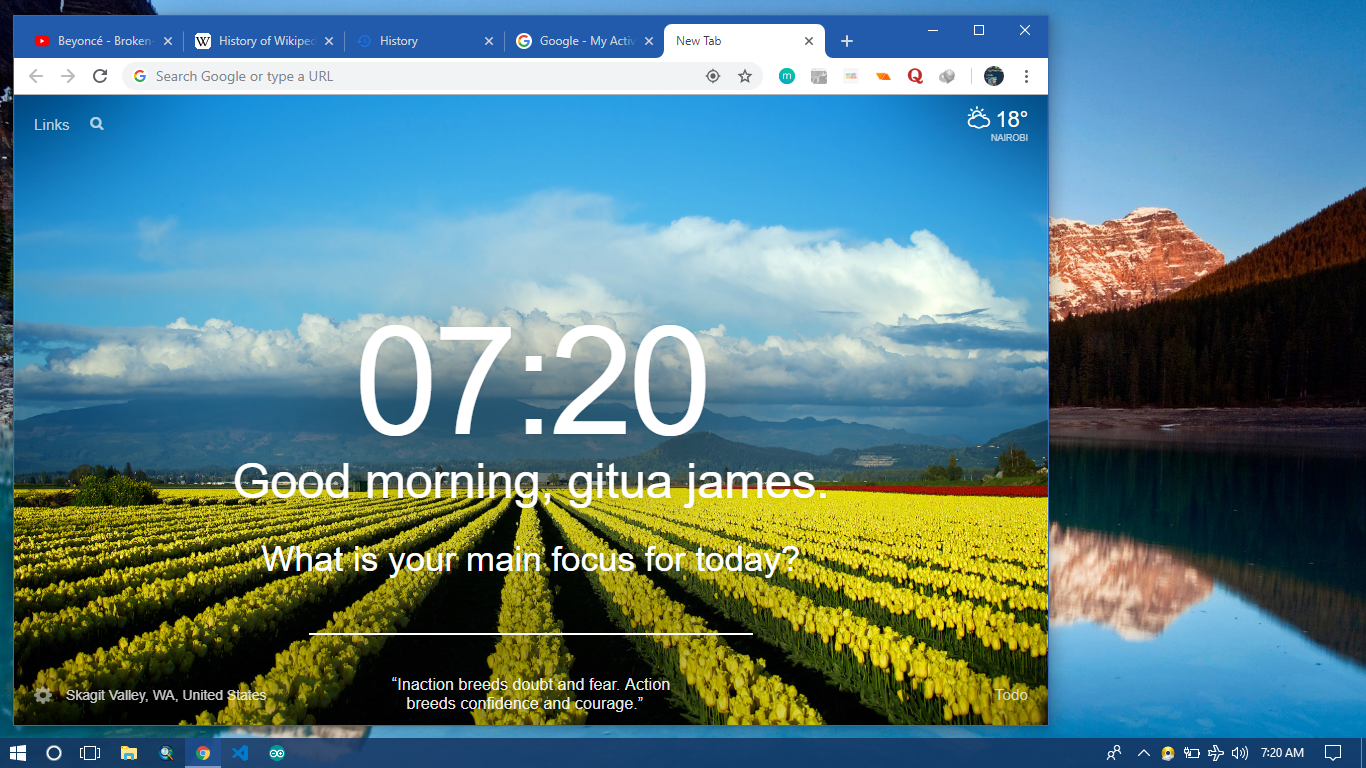 Beyoncé - Broken-
History of Wikiped
History
Google - My Activ
New Tab
Search Google or type a URL
Links
18°
NAIROBI
07:20
Good morning, gitua james.
What is your main focus for today?
“Inaction breeds doubt and fear. Action
breeds confidence and courage.”
Skagit Valley, WA, United States
Todo
7:20 AM